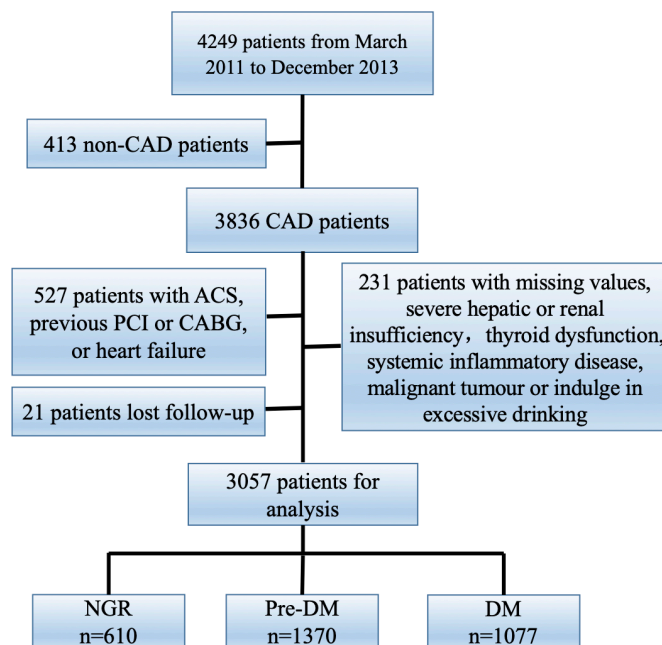 4249 patients from March
2011 to December 2013
413 non-CAD patients
3836 CAD patients
527 patients with ACS,
previous PCI or CABG,
or heart failure
231 patients with missing values,
severe hepatic or renal
insufficiency，thyroid dysfunction,
systemic inflammatory disease,
malignant tumour or indulge in
excessive drinking
21 patients lost follow-up
3057 patients for
analysis
NGR
n=610
Pre-DM
n=1370
DM
n=1077